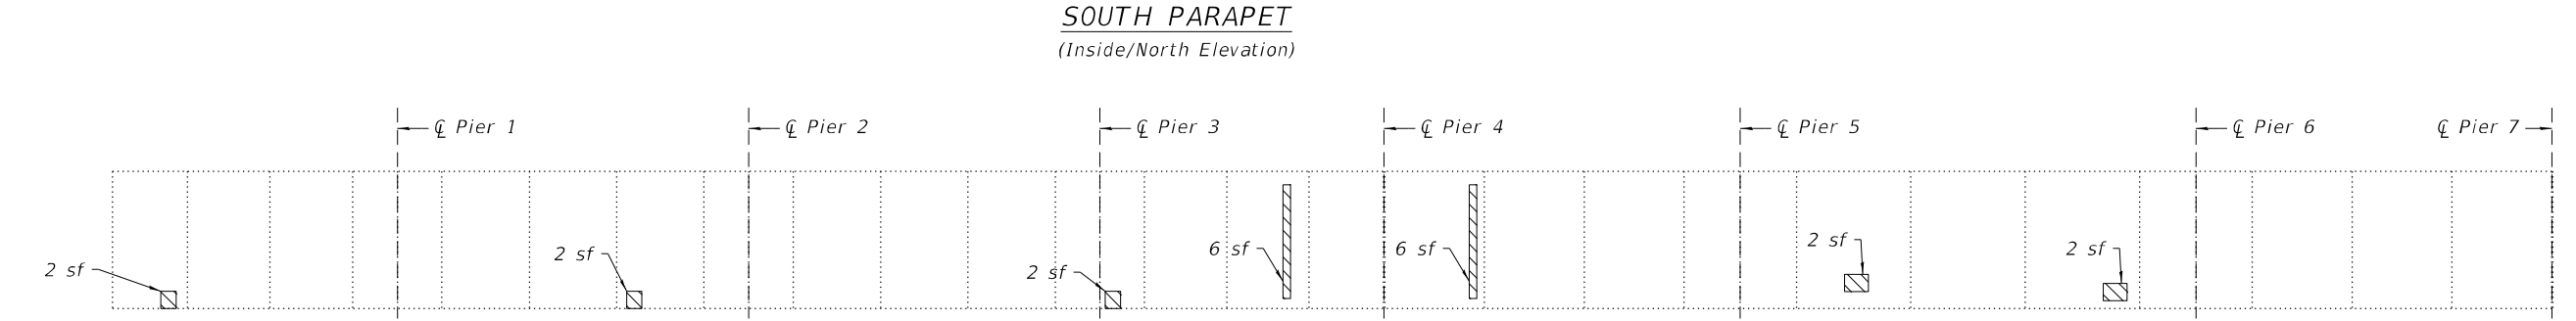 SOUTH PARAPET
(Inside/North Elevation)
℄ Pier 1
℄ Pier 2
℄ Pier 3
℄ Pier 4
℄ Pier 5
℄ Pier 6
℄ Pier 7
2 sf
2 sf
2 sf
6 sf
6 sf
2 sf
2 sf